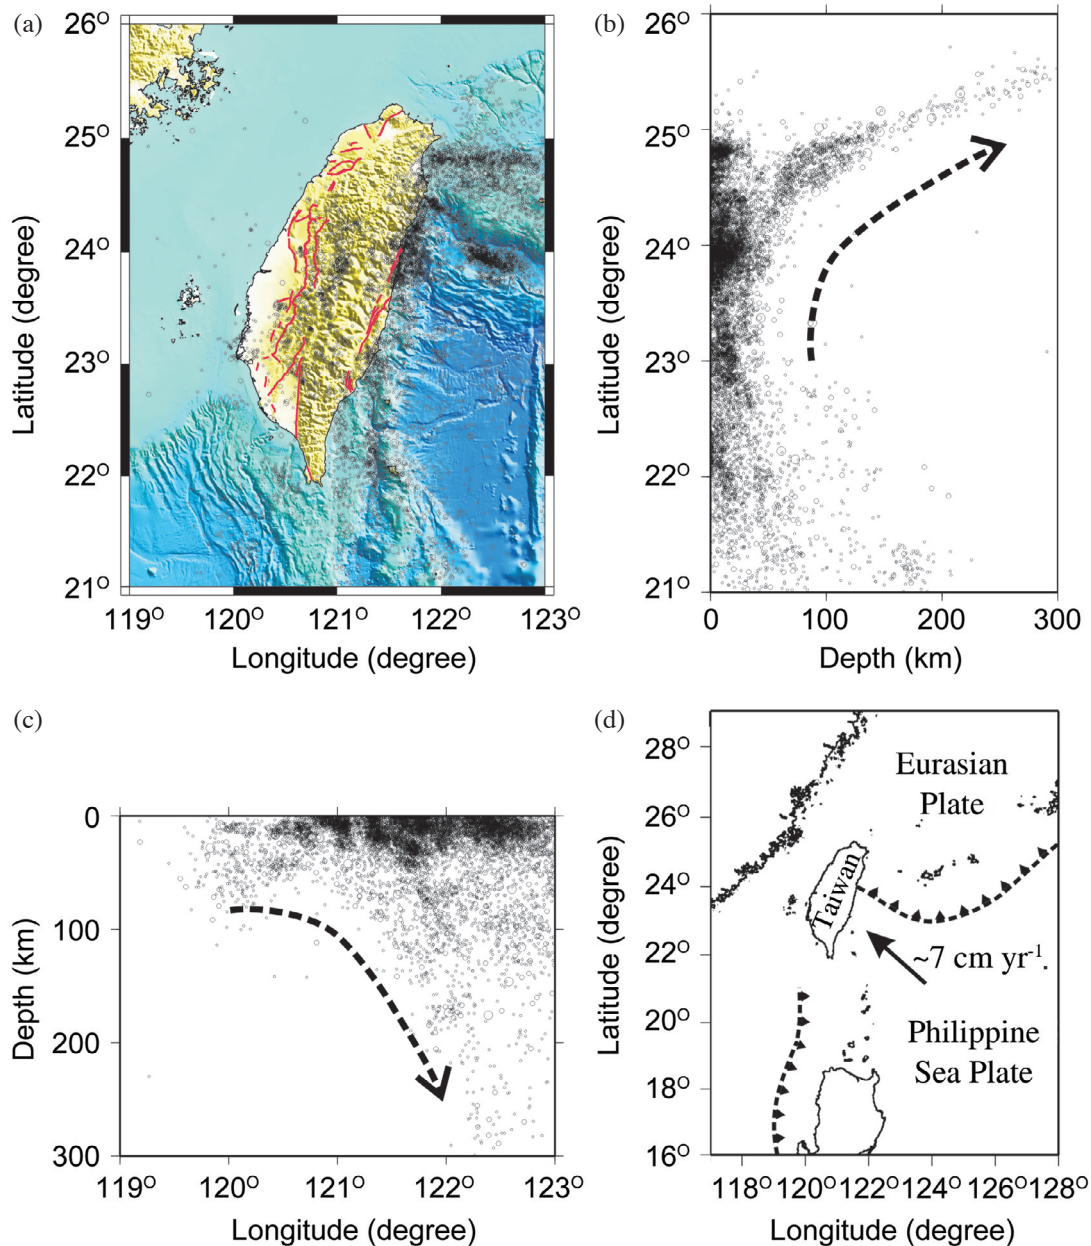 (a)
26°
25°
24°
23°
22°
21°
Latitude (degree)
119°
120°
121°
122°
123°
Longitude (degree)
(b)
26°
25°
24°
23°
22°
21°
Latitude (degree)
0
100
200
300
Depth (km)
(c)
0
100
200
300
Depth (km)
119°
120°
121°
122°
123°
Longitude (degree)
(d)
28°
26°
24°
22°
20°
18°
16°
Latitude (degree)
Eurasian
Plate
Taiwan
~7 cm yr⁻¹.
Philippine
Sea Plate
118°
120°
122°
124°
126°
128°
Longitude (degree)